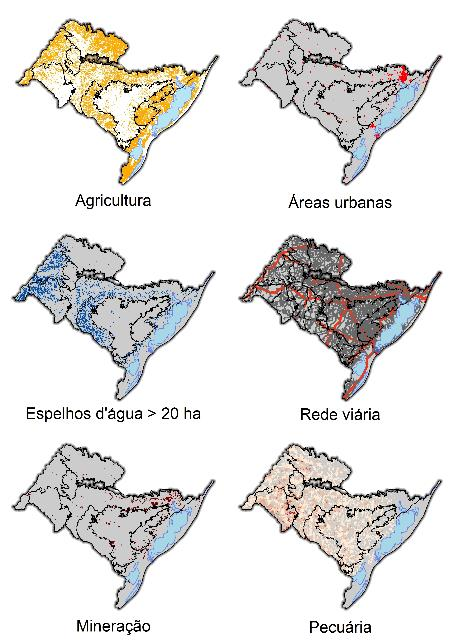 Agricultura
Áreas urbanas
Espelhos d'água > 20 ha
Rede viária
Mineração
Pecuária